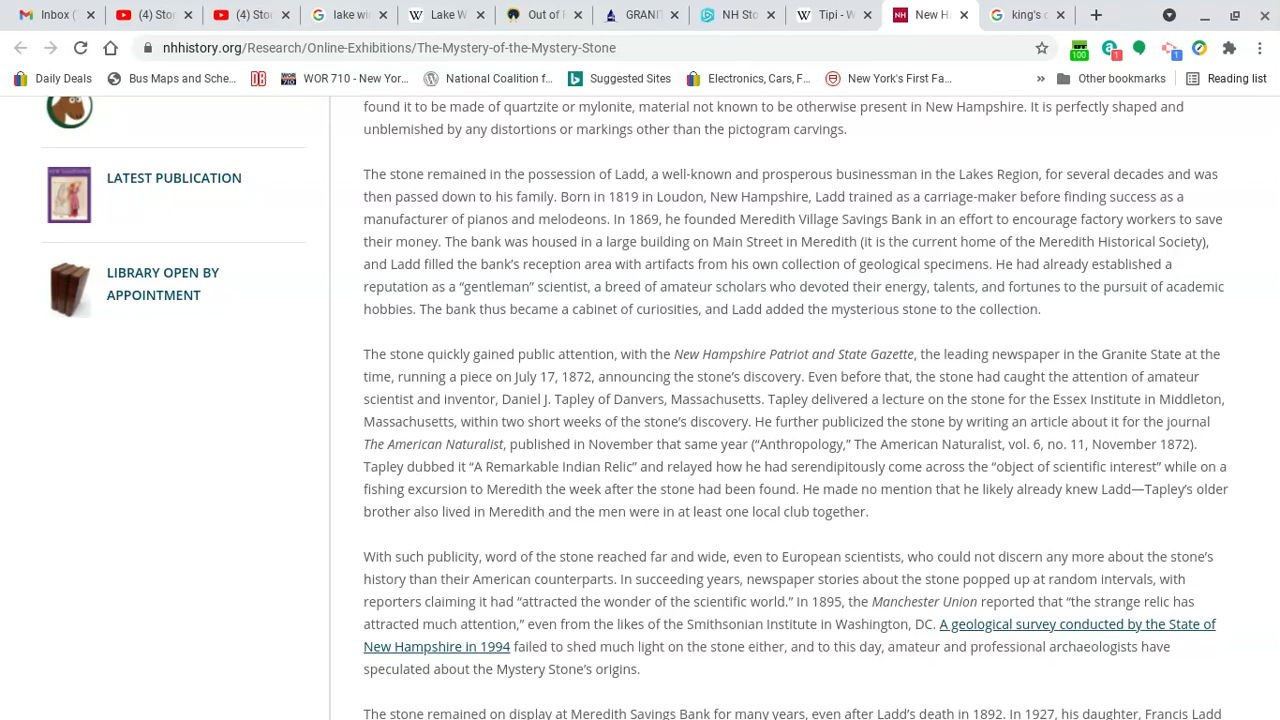 Inbox (
(4) Stor
(4) Stor
lake wi
Lake W
Out of
GRANI
NH Sto
Tipi - W
New H
king's
nhhistory.org/Research/Online-Exhibitions/The-Mystery-of-the-Mystery-Stone
100
1
1
Daily Deals
Bus Maps and Sche...
WOR 710 - New Yor...
National Coalition f...
Suggested Sites
Electronics, Cars, F...
New York's First Fa...
»
Other bookmarks
Reading list
found it to be made of quartzite or mylonite, material not known to be otherwise present in New Hampshire. It is perfectly shaped and
unblemished by any distortions or markings other than the pictogram carvings.
LATEST PUBLICATION
LIBRARY OPEN BY
APPOINTMENT
The stone remained in the possession of Ladd, a well-known and prosperous businessman in the Lakes Region, for several decades and was
then passed down to his family. Born in 1819 in Loudon, New Hampshire, Ladd trained as a carriage-maker before finding success as a
manufacturer of pianos and melodeons. In 1869, he founded Meredith Village Savings Bank in an effort to encourage factory workers to save
their money. The bank was housed in a large building on Main Street in Meredith (it is the current home of the Meredith Historical Society),
and Ladd filled the bank's reception area with artifacts from his own collection of geological specimens. He had already established a
reputation as a “gentleman” scientist, a breed of amateur scholars who devoted their energy, talents, and fortunes to the pursuit of academic
hobbies. The bank thus became a cabinet of curiosities, and Ladd added the mysterious stone to the collection.
The stone quickly gained public attention, with the New Hampshire Patriot and State Gazette, the leading newspaper in the Granite State at the
time, running a piece on July 17, 1872, announcing the stone's discovery. Even before that, the stone had caught the attention of amateur
scientist and inventor, Daniel J. Tapley of Danvers, Massachusetts. Tapley delivered a lecture on the stone for the Essex Institute in Middleton,
Massachusetts, within two short weeks of the stone's discovery. He further publicized the stone by writing an article about it for the journal
The American Naturalist, published in November that same year (“Anthropology,” The American Naturalist, vol. 6, no. 11, November 1872).
Tapley dubbed it “A Remarkable Indian Relic” and relayed how he had serendipitously come across the “object of scientific interest” while on a
fishing excursion to Meredith the week after the stone had been found. He made no mention that he likely already knew Ladd—Tapley's older
brother also lived in Meredith and the men were in at least one local club together.
With such publicity, word of the stone reached far and wide, even to European scientists, who could not discern any more about the stone's
history than their American counterparts. In succeeding years, newspaper stories about the stone popped up at random intervals, with
reporters claiming it had “attracted the wonder of the scientific world.” In 1895, the Manchester Union reported that “the strange relic has
attracted much attention,” even from the likes of the Smithsonian Institute in Washington, DC. A geological survey conducted by the State of
New Hampshire in 1994 failed to shed much light on the stone either, and to this day, amateur and professional archaeologists have
speculated about the Mystery Stone's origins.
The stone remained on display at Meredith Savings Bank for many years, even after Ladd's death in 1892. In 1927, his daughter, Francis Ladd